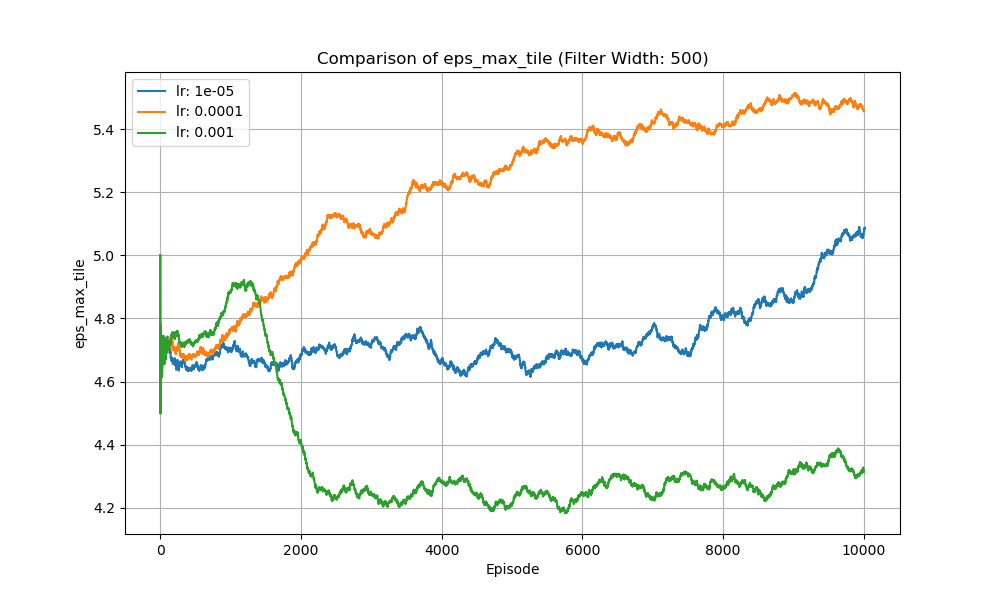 Comparison of eps_max_tile (Filter Width: 500)
lr: 1e-05
lr: 0.0001
lr: 0.001
5.4
5.2
5.0
4.8
4.6
4.4
4.2
eps_max_tile
0 2000 4000 6000 8000 10000
Episode